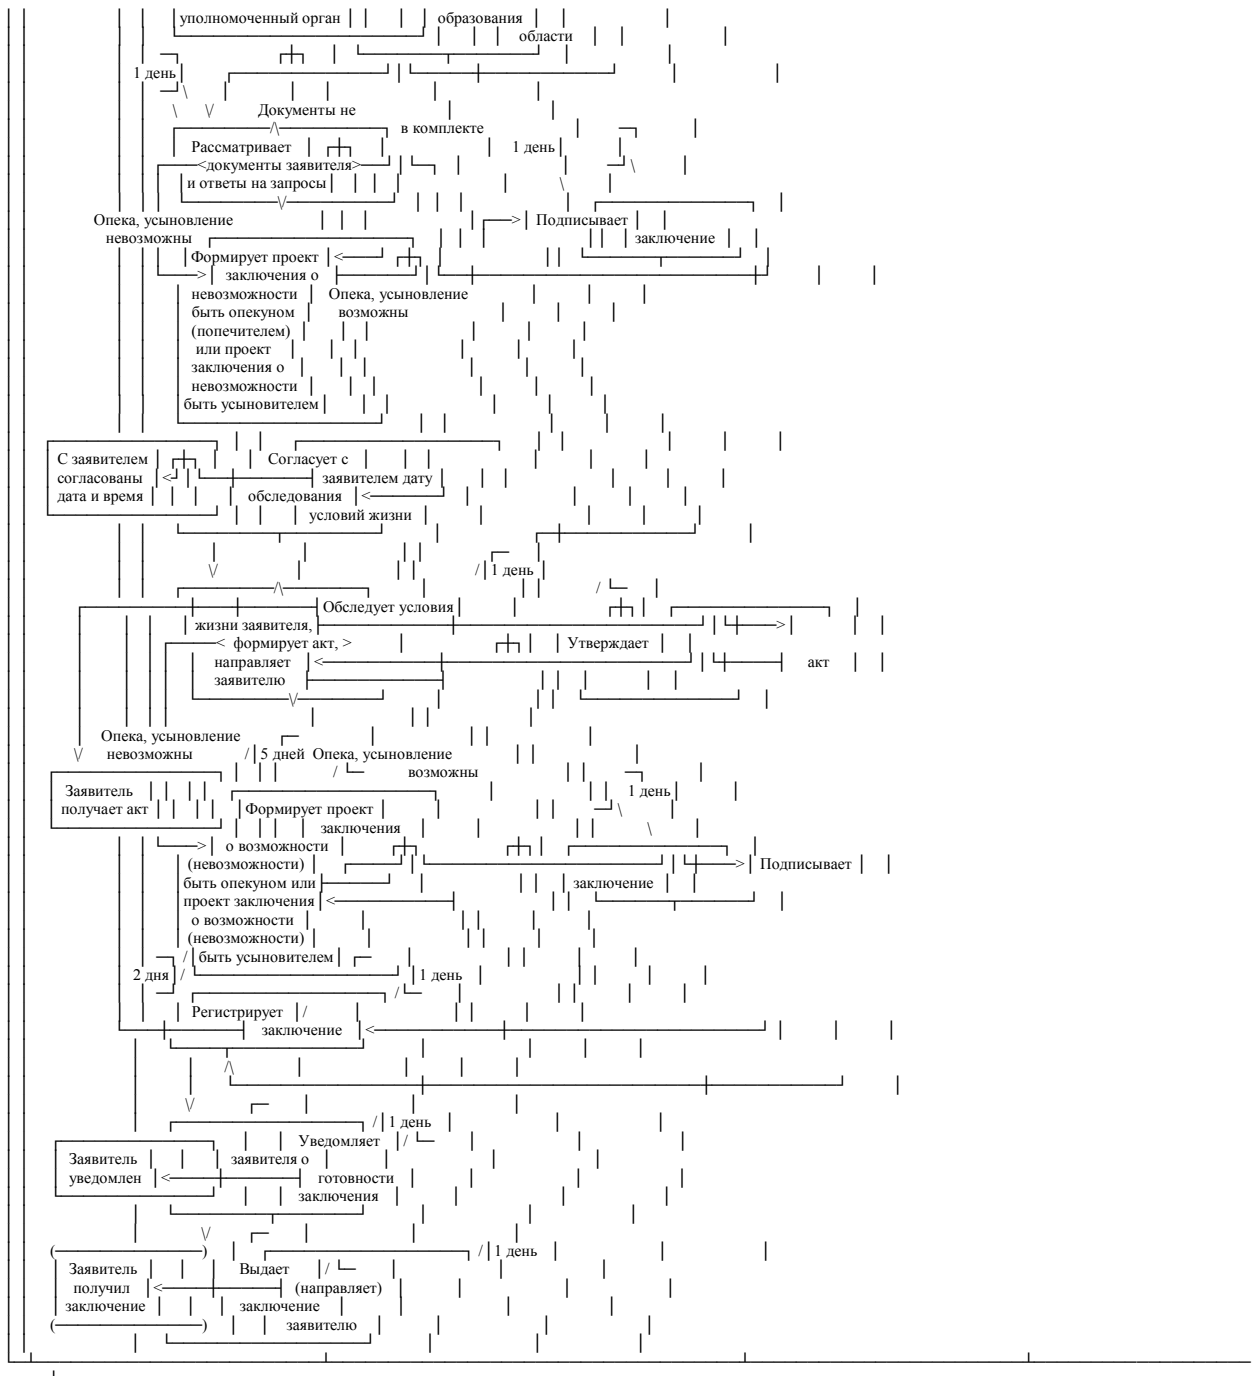 уполномоченный орган образования
области
1 день
Документы не
в комплекте
Рассматривает 1 день
<документы заявителя>
и ответы на запросы
Опека, усыновление > Подписывает
невозможны заключение
Формирует проект <
> заключения о
невозможности Опека, усыновление
быть опекуном возможны
(попечителем)
или проект
заключения о
невозможности
быть усыновителем
С заявителем Согласует с
согласованы < заявителем дату
дата и время обследования <
условий жизни
1 день
Обследует условия
жизни заявителя, >
< формирует акт, > Утверждает
направляет < акт
заявителю
Опека, усыновление
невозможны 5 дней Опека, усыновление
возможны
Заявитель 1 день
получает акт Формирует проект
заключения
> о возможности
(невозможности) > Подписывает
быть опекуном или заключение
проект заключения <
о возможности
(невозможности)
быть усыновителем
2 дня 1 день
Регистрирует
заключение <
1 день
Уведомляет
Заявитель заявителя о
уведомлен < готовности
заключения
1 день
Заявитель Выдает
получил < (направляет)
заключение заключение
заявителю